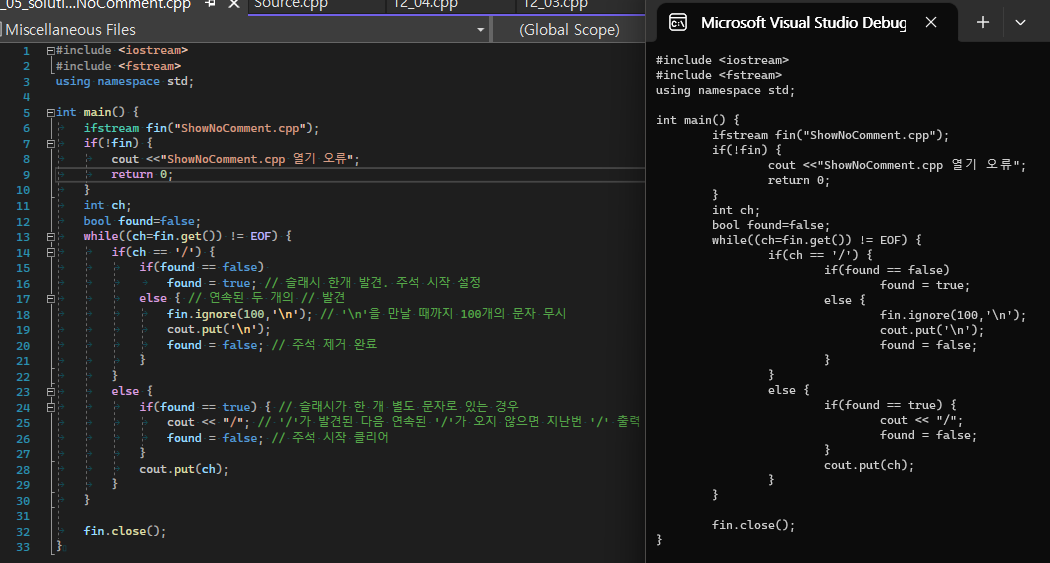 _05_soluti...NoComment.cpp
Source.cpp
12_04.cpp
12_03.cpp
Miscellaneous Files
(Global Scope)
1 #include <iostream>
2 #include <fstream>
3 using namespace std;
4
5 int main() {
6 ifstream fin("ShowNoComment.cpp");
7 if(!fin) {
8 cout <<"ShowNoComment.cpp 열기 오류";
9 return 0;
10 }
11 int ch;
12 bool found=false;
13 while((ch=fin.get()) != EOF) {
14 if(ch == '/') {
15 if(found == false)
16 found = true; // 슬래시 한개 발견. 주석 시작 설정
17 else { // 연속된 두 개의 // 발견
18 fin.ignore(100,'\n'); // '\n'을 만날 때까지 100개의 문자 무시
19 cout.put('\n');
20 found = false; // 주석 제거 완료
21 }
22 }
23 else {
24 if(found == true) { // 슬래시가 한 개 별도 문자로 있는 경우
25 cout << "/"; // '/'가 발견된 다음 연속된 '/'가 오지 않으면 지난번 '/' 출력
26 found = false; // 주석 시작 클리어
27 }
28 cout.put(ch);
29 }
30 }
31
32 fin.close();
33 }
Microsoft Visual Studio Debug
#include <iostream>
#include <fstream>
using namespace std;
int main() {
ifstream fin("ShowNoComment.cpp");
if(!fin) {
cout <<"ShowNoComment.cpp 열기 오류";
return 0;
}
int ch;
bool found=false;
while((ch=fin.get()) != EOF) {
if(ch == '/') {
if(found == false)
found = true;
else {
fin.ignore(100,'\n');
cout.put('\n');
found = false;
}
}
else {
if(found == true) {
cout << "/";
found = false;
}
cout.put(ch);
}
}
fin.close();
}